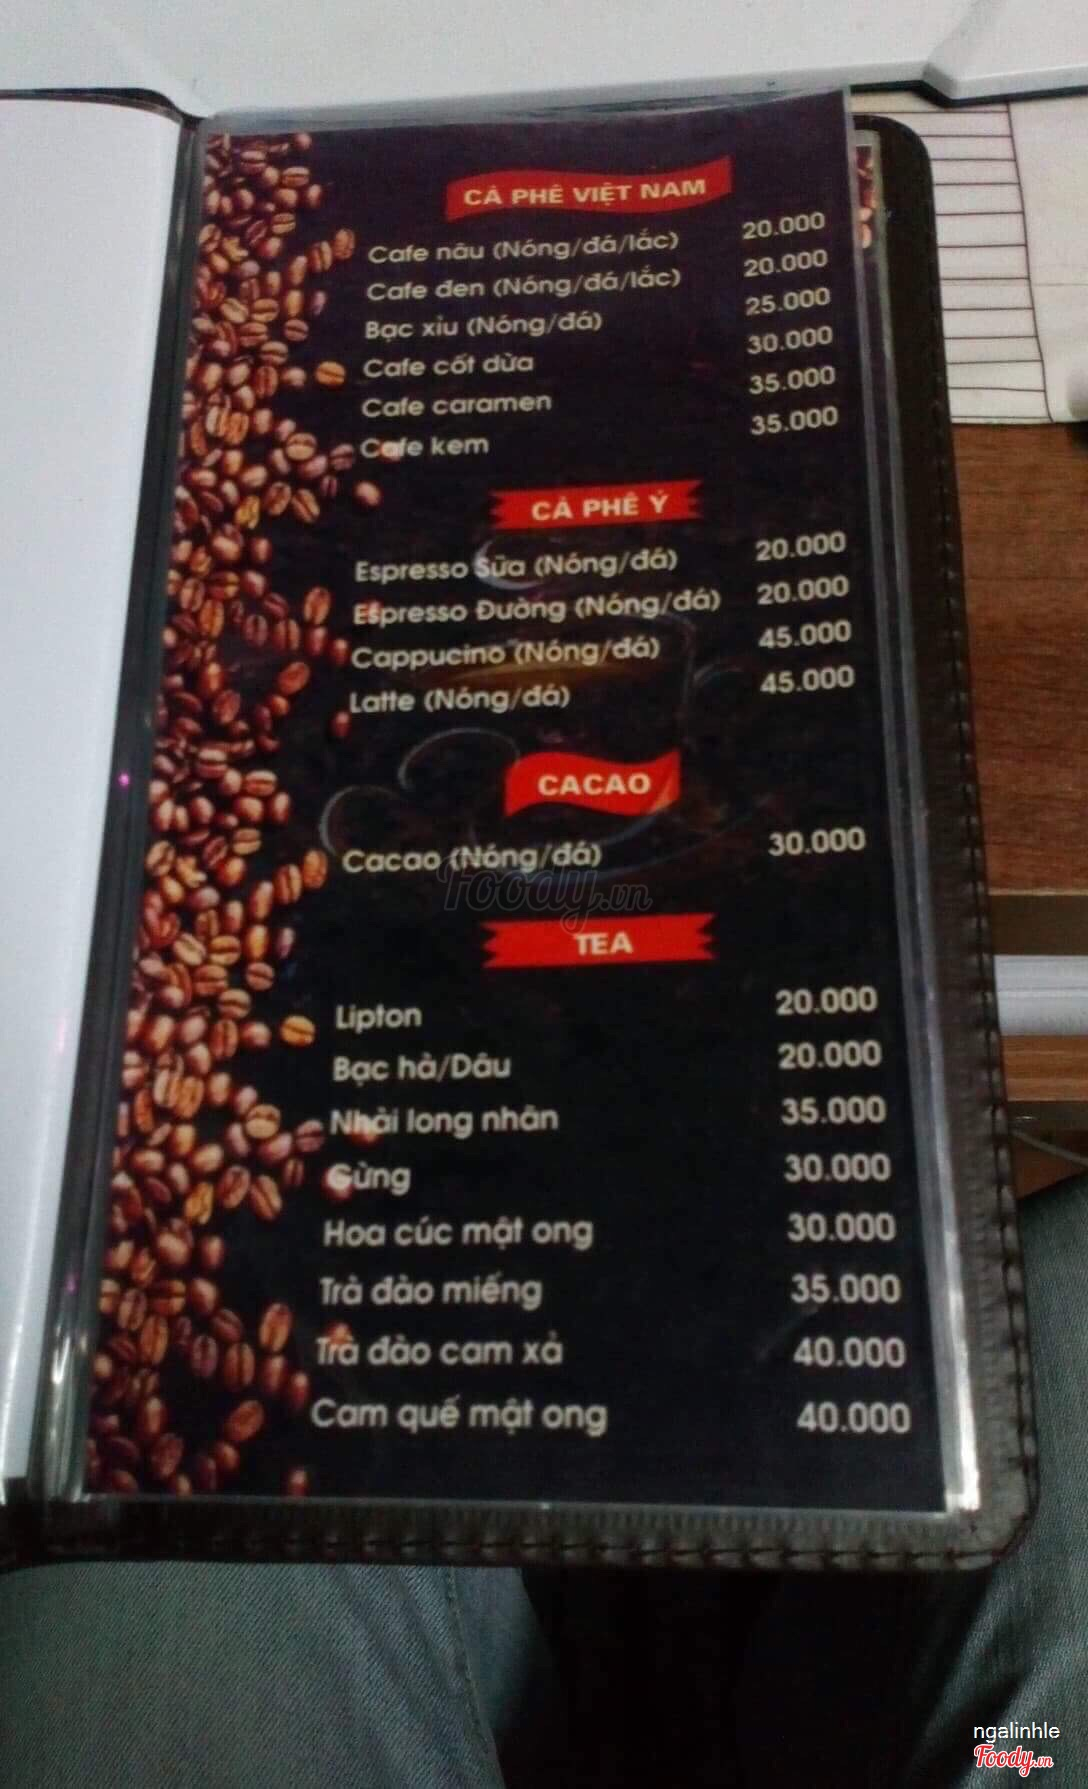 CÀ PHÊ VIỆT NAM
Cafe nâu (Nóng/đá/lắc) 20.000
Cafe đen (Nóng/đá/lắc) 20.000
Bạc xỉu (Nóng/đá) 25.000
Cafe cốt dừa 30.000
Cafe caramen 35.000
Cafe kem 35.000
CÀ PHÊ Ý
Espresso Sữa (Nóng/đá) 20.000
Espresso Đường (Nóng/đá) 20.000
Cappucino (Nóng/đá) 45.000
Latte (Nóng/đá) 45.000
CACAO
Cacao (Nóng/đá) 30.000
Foody.vn
TEA
Lipton 20.000
Bạc hà/Dâu 20.000
Nhài long nhân 35.000
Gừng 30.000
Hoa cúc mật ong 30.000
Trà đào miếng 35.000
Trà đào cam xả 40.000
Cam quế mật ong 40.000
ngalinhle
Foody.vn